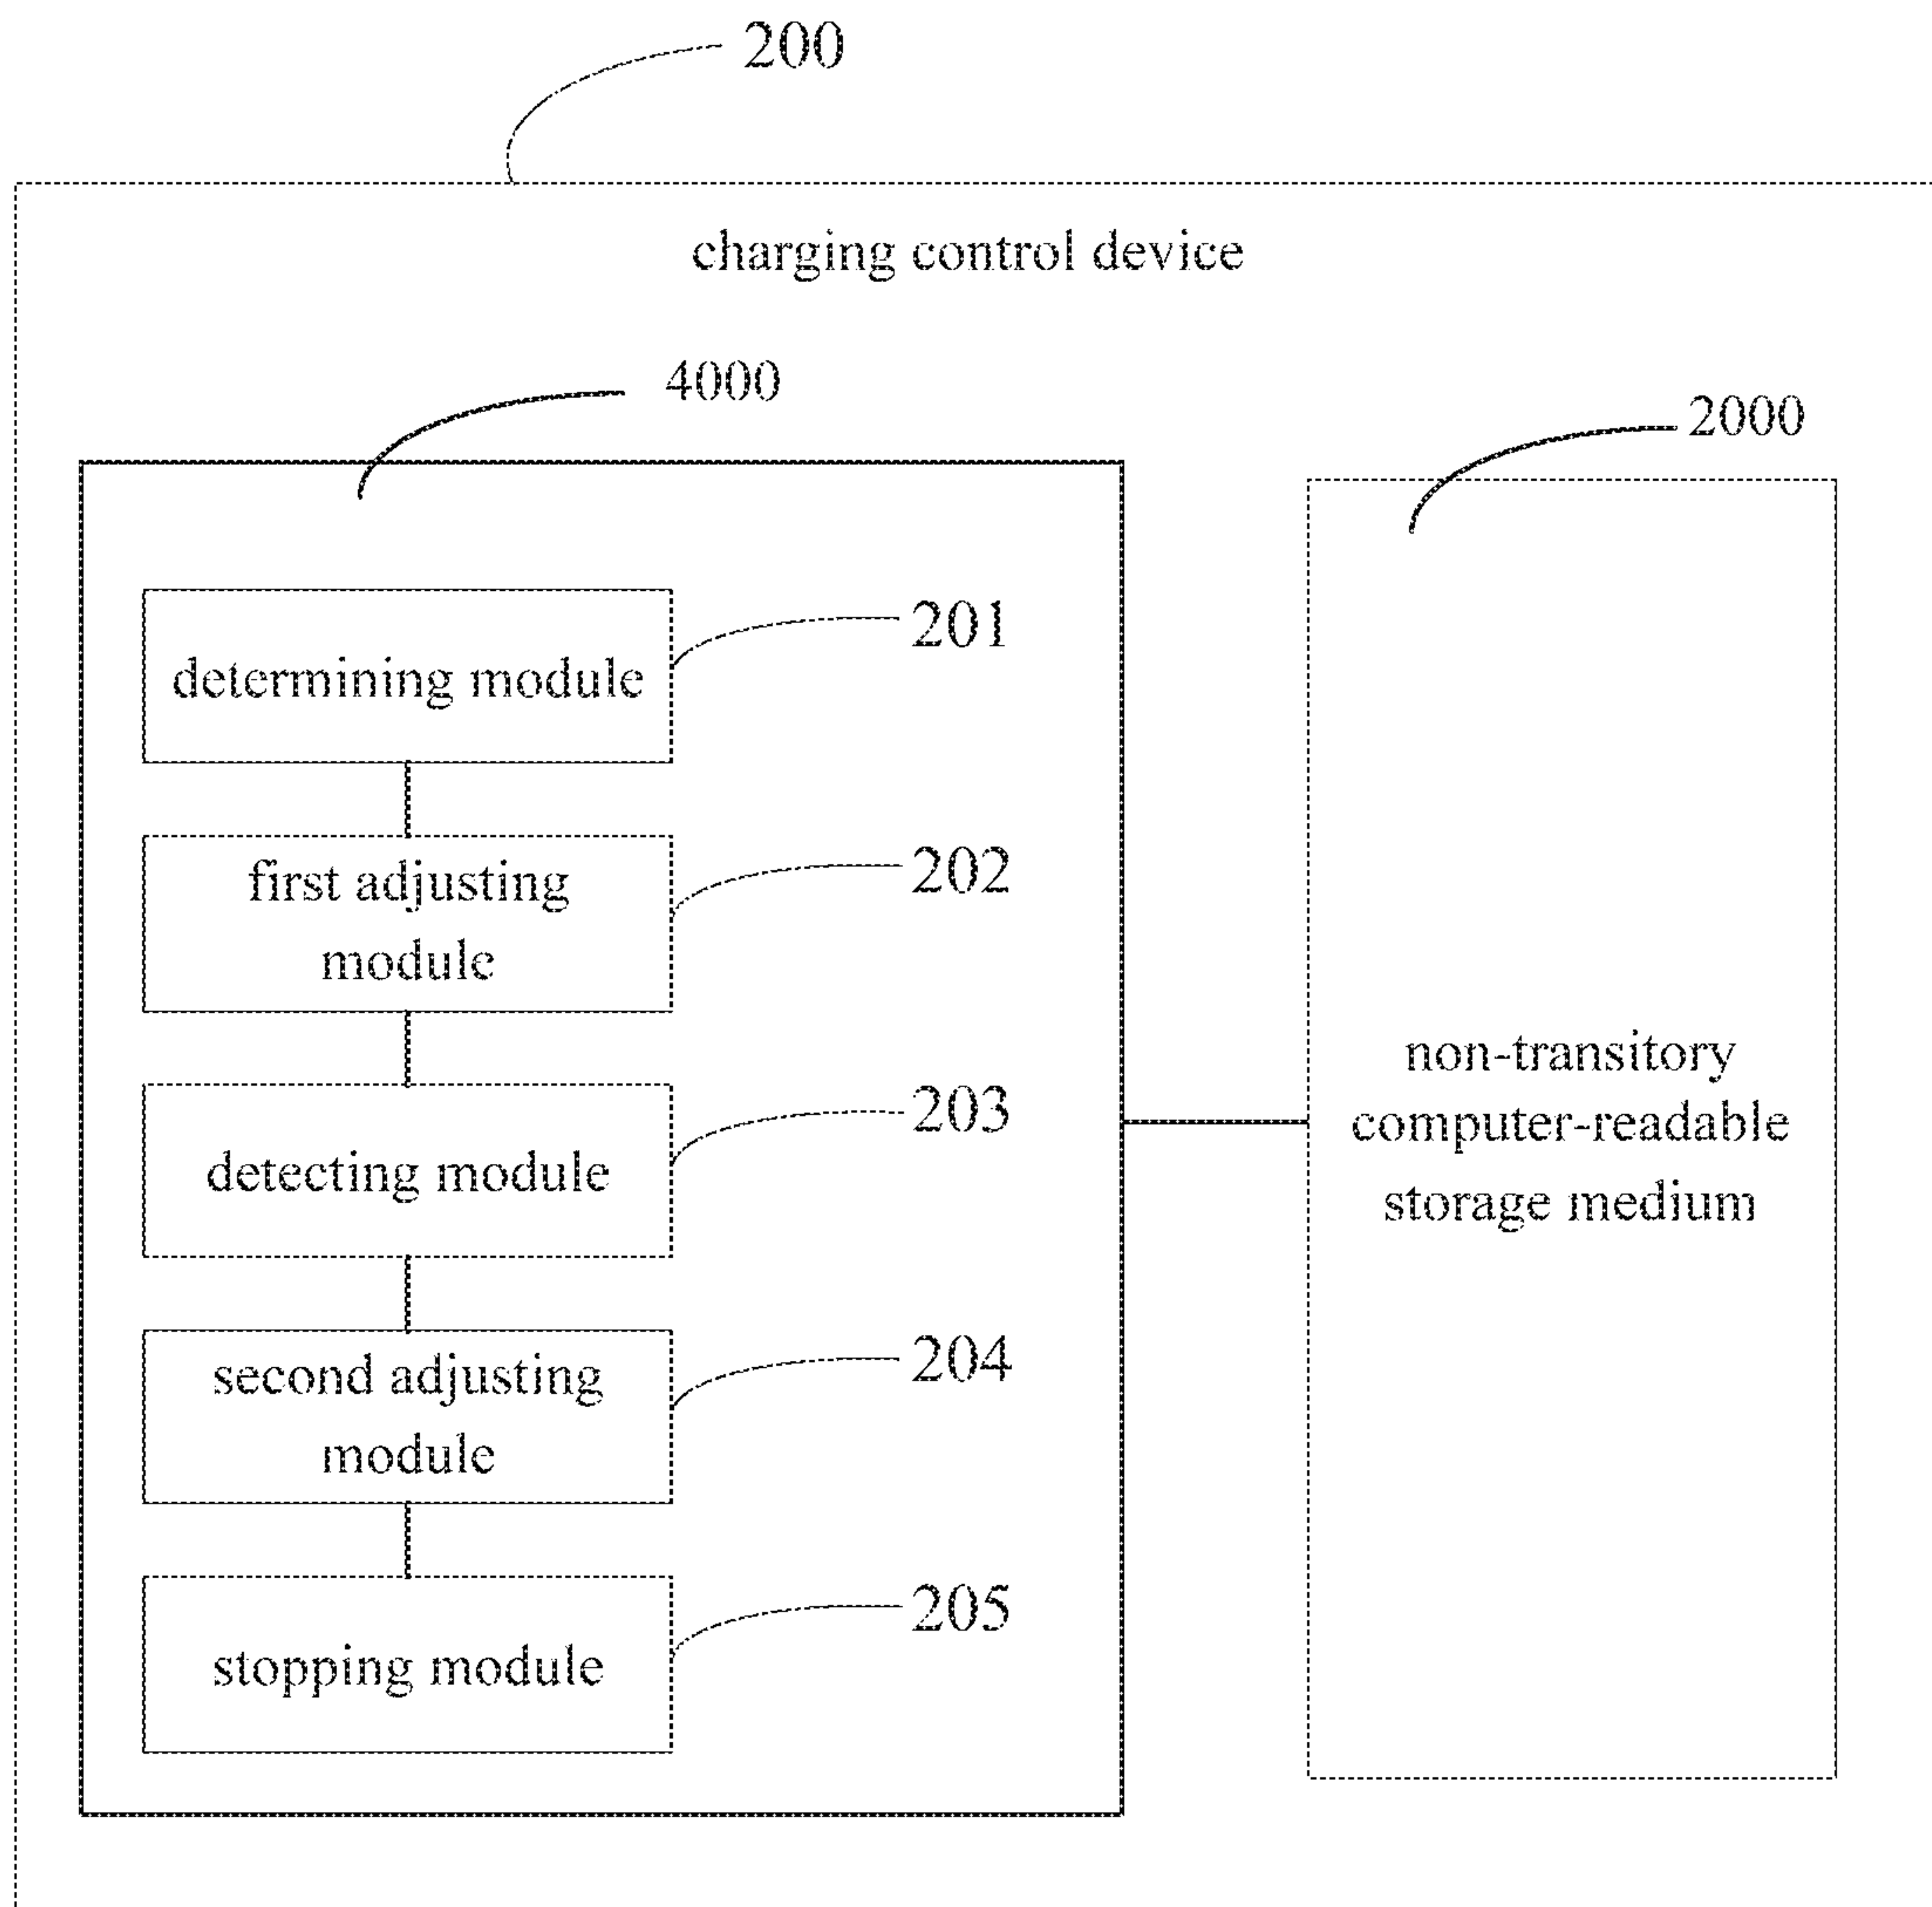 200
charging control device
4000
2000
determining module
201
first adjusting
module
202
detecting module
203
second adjusting
module
204
stopping module
205
non-transitory
computer-readable
storage medium